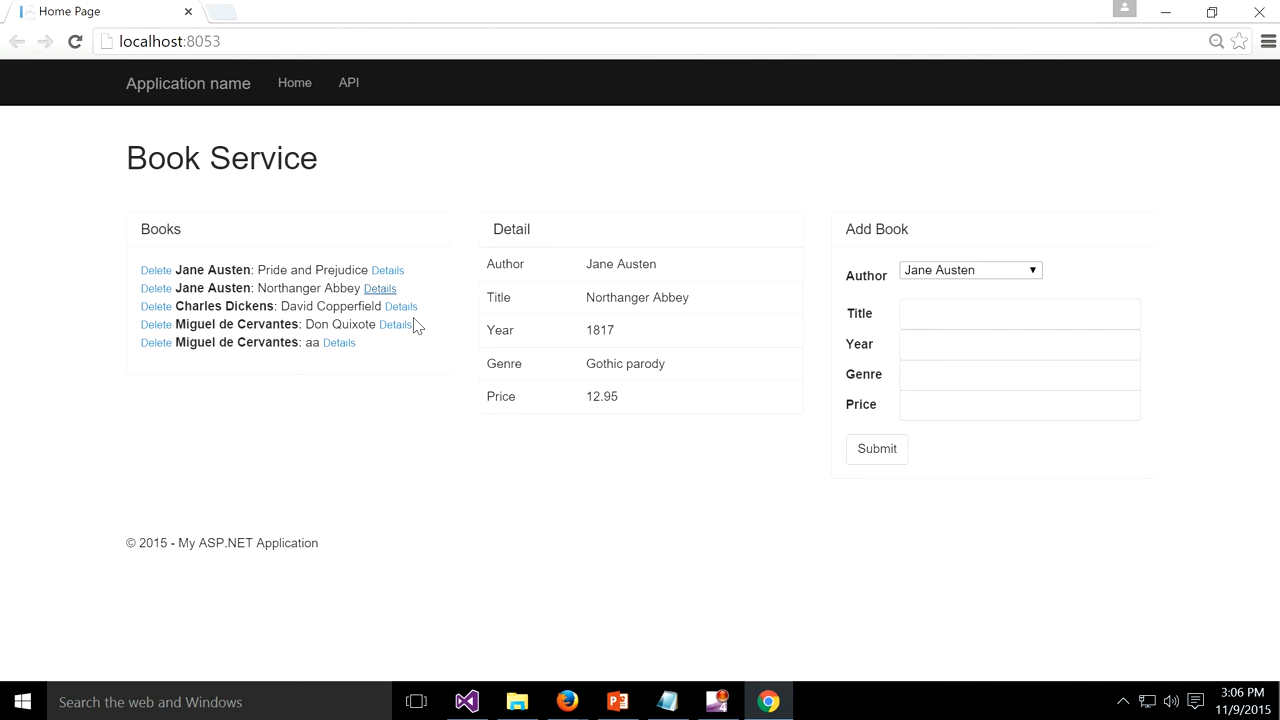 Home Page
localhost:8053
Application name Home API
Book Service
Books
Delete Jane Austen: Pride and Prejudice Details
Delete Jane Austen: Northanger Abbey Details
Delete Charles Dickens: David Copperfield Details
Delete Miguel de Cervantes: Don Quixote Details
Delete Miguel de Cervantes: aa Details
Detail
Author Jane Austen
Title Northanger Abbey
Year 1817
Genre Gothic parody
Price 12.95
Add Book
Author Jane Austen
Title
Year
Genre
Price
Submit
© 2015 - My ASP.NET Application
Search the web and Windows
3:06 PM
11/9/2015